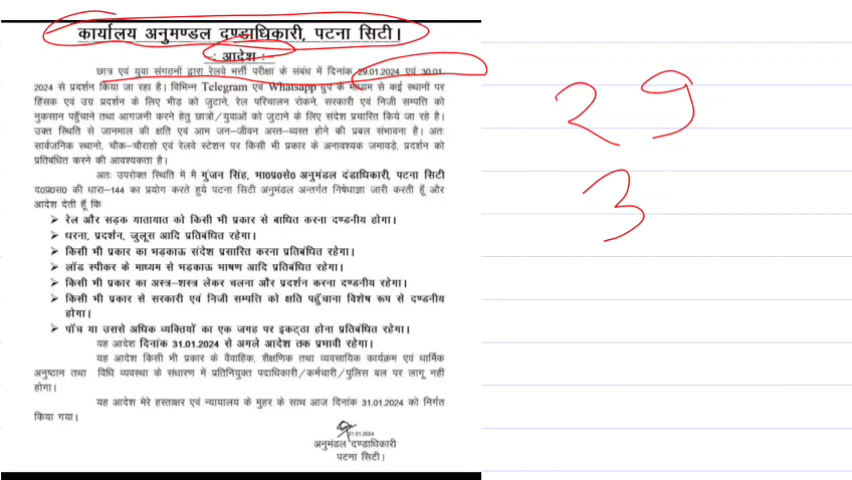 कार्यालय अनुमण्डल दण्डाधिकारी, पटना सिटी।
: आदेश :
छात्र एवं युवा संगठनों द्वारा रेलवे भर्ती परीक्षा के संबंध में दिनांक 29.01.2024 एवं 30.01.
2024 से प्रदर्शन किया जा रहा है। विभिन्न Telegram एवं Whatsapp ग्रुप के माध्यम से कई स्थानों पर
हिंसक एवं उग्र प्रदर्शन के लिए भीड़ को जुटाने, रेल परिचालन रोकने, सरकारी एवं निजी सम्पत्ति को
नुकसान पहुँचाने तथा आगजनी करने हेतु छात्रों/युवाओं को जुटाने के लिए संदेश प्रचारित किये जा रहे है।
उक्त स्थिति से जानमाल की क्षति एवं आम जन-जीवन अस्त-व्यस्त होने की प्रबल संभावना है। अतः
सार्वजनिक स्थानो, चौक-चौराहो एवं रेलवे स्टेशन पर किसी भी प्रकार के अनावश्यक जमावड़े, प्रदर्शन को
प्रतिबंधित करने की आवश्यकता है।
अतः उपरोक्त स्थिति में मै गुंजन सिंह, भा०प्र०से० अनुमंडल दंडाधिकारी, पटना सिटी
द०प्र०स० की धारा-144 का प्रयोग करते हुये पटना सिटी अनुमंडल अन्तर्गत निषेधाज्ञा जारी करती हूँ और
आदेश देती हूँ कि
➢ रेल और सड़क यातायात को किसी भी प्रकार से बाधित करना दण्डनीय होगा।
➢ धरना, प्रदर्शन, जुलूस आदि प्रतिबंधित रहेगा।
➢ किसी भी प्रकार का भड़काऊ संदेश प्रसारित करना प्रतिबंधित रहेगा।
➢ लॉड स्पीकर के माध्यम से भड़काऊ भाषण आदि प्रतिबंधित रहेगा।
➢ किसी भी प्रकार का अस्त्र-शस्त्र लेकर चलना और प्रदर्शन करना दण्डनीय रहेगा।
➢ किसी भी प्रकार से सरकारी एवं निजी सम्पत्ति को क्षति पहुँचाना विशेष रूप से दण्डनीय
होगा।
➢ पाँच या उससे अधिक व्यक्तियों का एक जगह पर इकट्ठा होना प्रतिबंधित रहेगा।
यह आदेश दिनांक 31.01.2024 से अगले आदेश तक प्रभावी रहेगा।
यह आदेश किसी भी प्रकार के वैवाहिक, शैक्षणिक तथा व्यवसायिक कार्यक्रम एवं धार्मिक
अनुष्ठान तथा विधि व्यवस्था के संधारण में प्रतिनियुक्त पदाधिकारी/कर्मचारी/पुलिस बल पर लागू नहीं
होगा।
यह आदेश मेरे हस्ताक्षर एवं न्यायालय के मुहर के साथ आज दिनांक 31.01.2024 को निर्गत
किया गया।
31.01.2024
अनुमंडल दण्डाधिकारी
पटना सिटी।
29
3